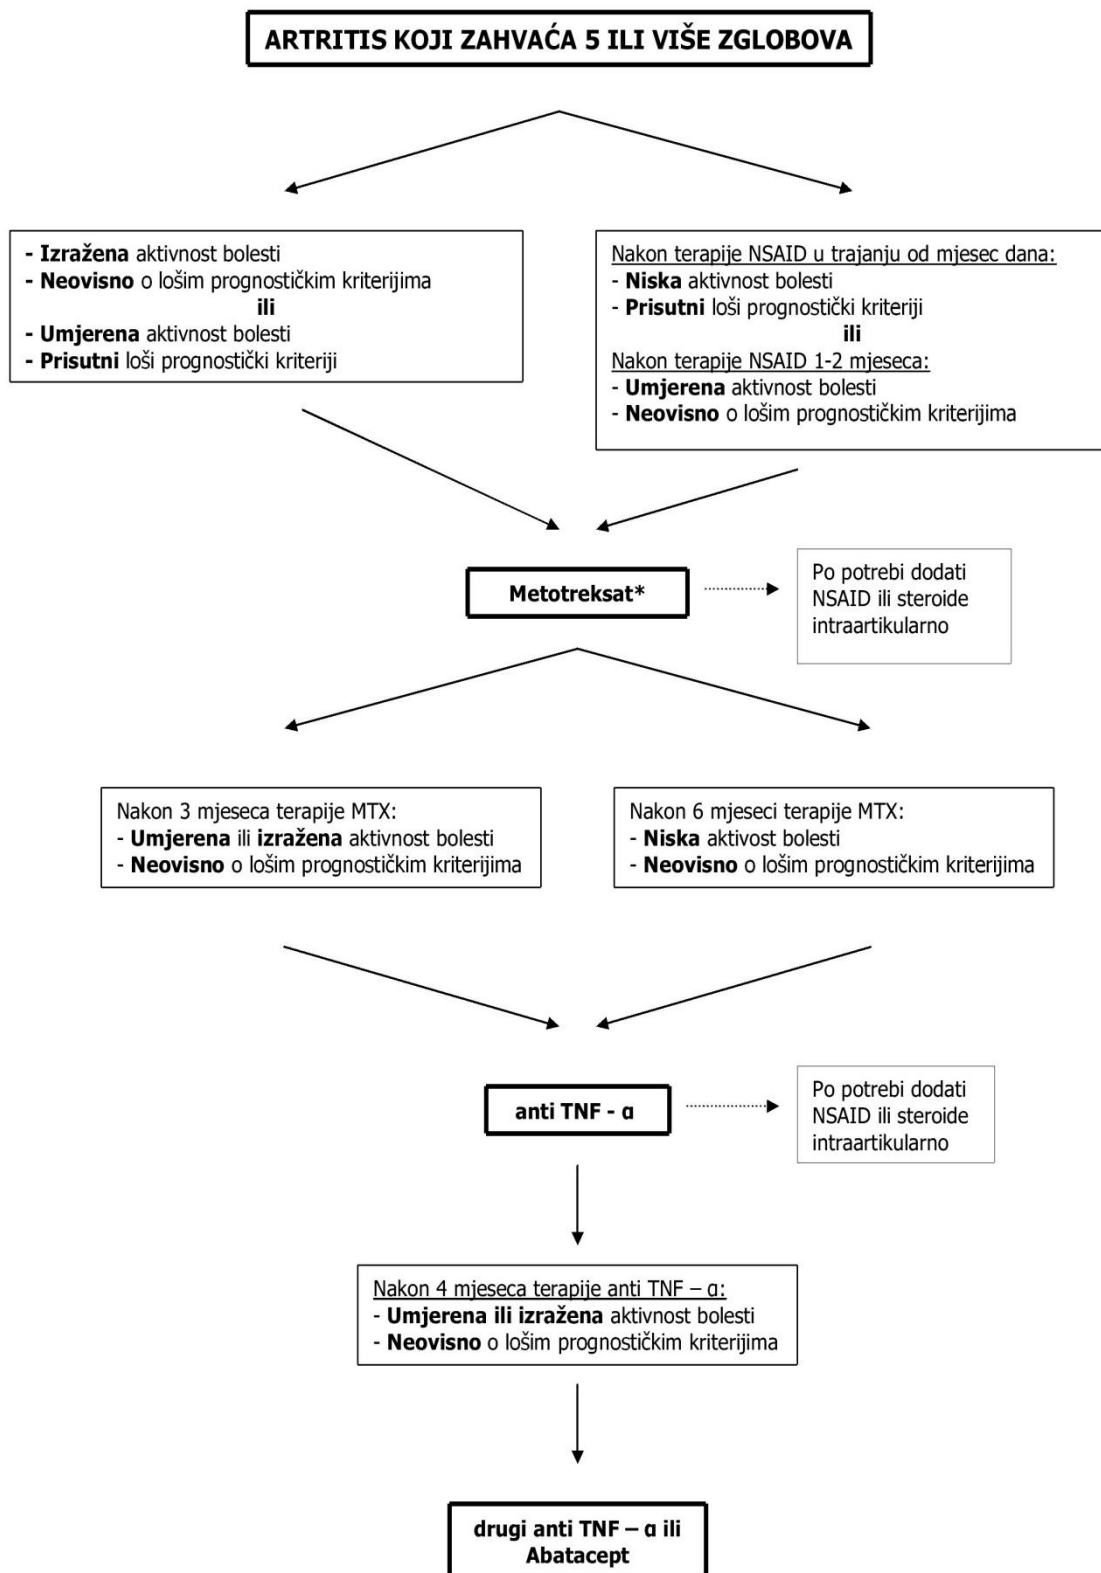 ARTRITIS KOJI ZAHVAĆA 5 ILI VIŠE ZGLOBOVA
- Izražena aktivnost bolesti
- Neovisno o lošim prognostičkim kriterijima
ili
- Umjerena aktivnost bolesti
- Prisutni loši prognostički kriteriji
Nakon terapije NSAID u trajanju od mjesec dana:
- Niska aktivnost bolesti
- Prisutni loši prognostički kriteriji
ili
Nakon terapije NSAID 1-2 mjeseca:
- Umjerena aktivnost bolesti
- Neovisno o lošim prognostičkim kriterijima
Metotreksat*
Po potrebi dodati
NSAID ili steroide
intraartikularno
Nakon 3 mjeseca terapije MTX:
- Umjerena ili izražena aktivnost bolesti
- Neovisno o lošim prognostičkim kriterijima
Nakon 6 mjeseci terapije MTX:
- Niska aktivost bolesti
- Neovisno o lošim prognostičkim kriterijima
anti TNF - α
Po potrebi dodati
NSAID ili steroide
intraartikularno
Nakon 4 mjeseca terapije anti TNF – α:
- Umjerena ili izražena aktivnost bolesti
- Neovisno o lošim prognostičkim kriterijima
drugi anti TNF – α ili
Abatacept